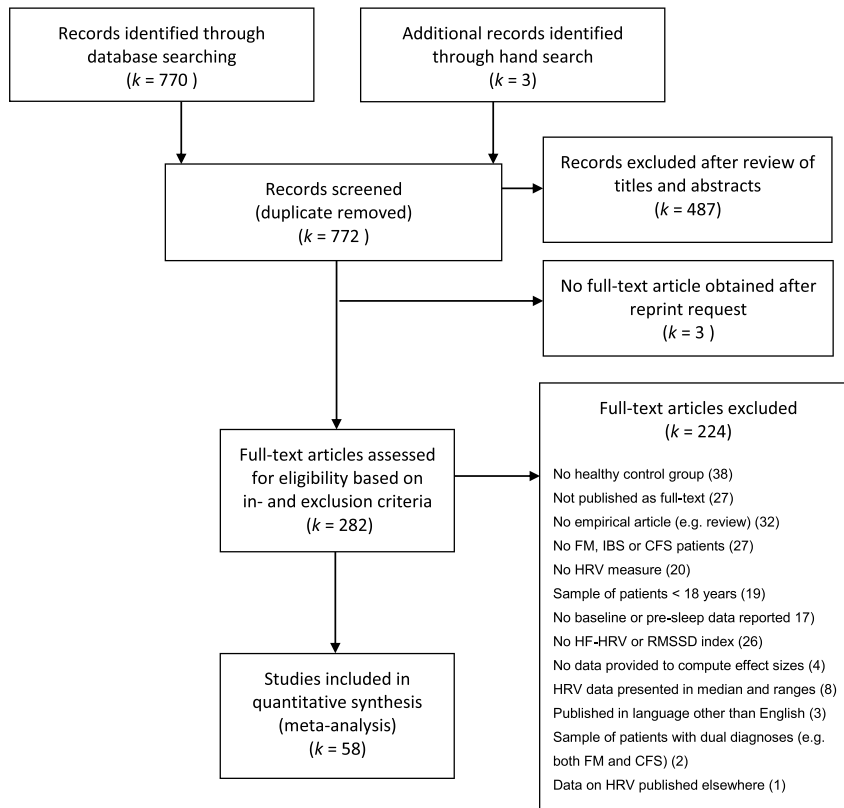 Records identified through
database searching
(k = 770 )
Additional records identified
through hand search
(k = 3)
Records screened
(duplicate removed)
(k = 772 )
Records excluded after review of
titles and abstracts
(k = 487)
No full-text article obtained after
reprint request
(k = 3 )
Full-text articles assessed
for eligibility based on
in- and exclusion criteria
(k = 282)
Full-text articles excluded
(k = 224)
No healthy control group (38)
Not published as full-text (27)
No empirical article (e.g. review) (32)
No FM, IBS or CFS patients (27)
No HRV measure (20)
Sample of patients < 18 years (19)
No baseline or pre-sleep data reported 17)
No HF-HRV or RMSSD index (26)
No data provided to compute effect sizes (4)
HRV data presented in median and ranges (8)
Published in language other than English (3)
Sample of patients with dual diagnoses (e.g.
both FM and CFS) (2)
Data on HRV published elsewhere (1)
Studies included in
quantitative synthesis
(meta-analysis)
(k = 58)